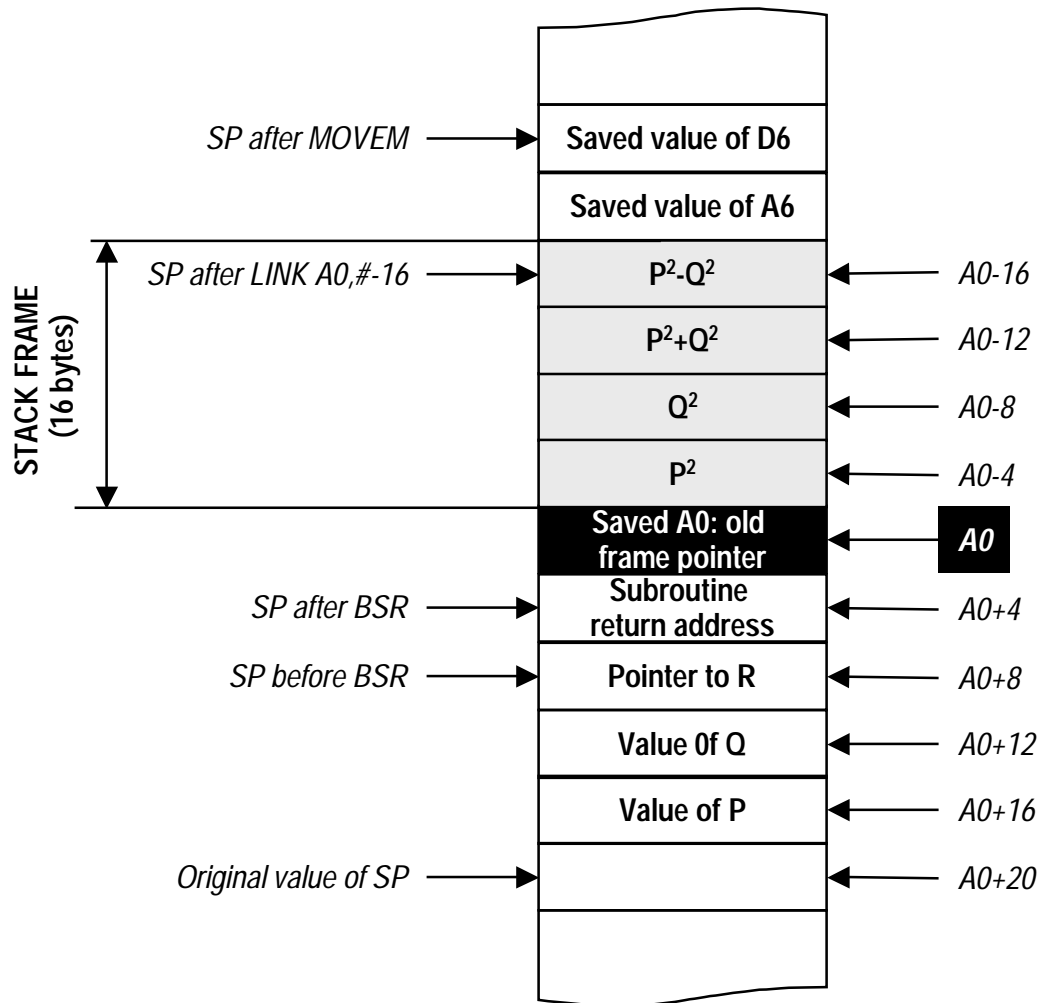 SP after MOVEM
Saved value of D6
Saved value of A6
STACK FRAME
(16 bytes)
SP after LINK A0,#-16
P²-Q²
A0-16
P²+Q²
A0-12
Q²
A0-8
P²
A0-4
Saved A0: old
frame pointer
A0
SP after BSR
Subroutine
return address
A0+4
SP before BSR
Pointer to R
A0+8
Value 0f Q
A0+12
Value of P
A0+16
Original value of SP
A0+20